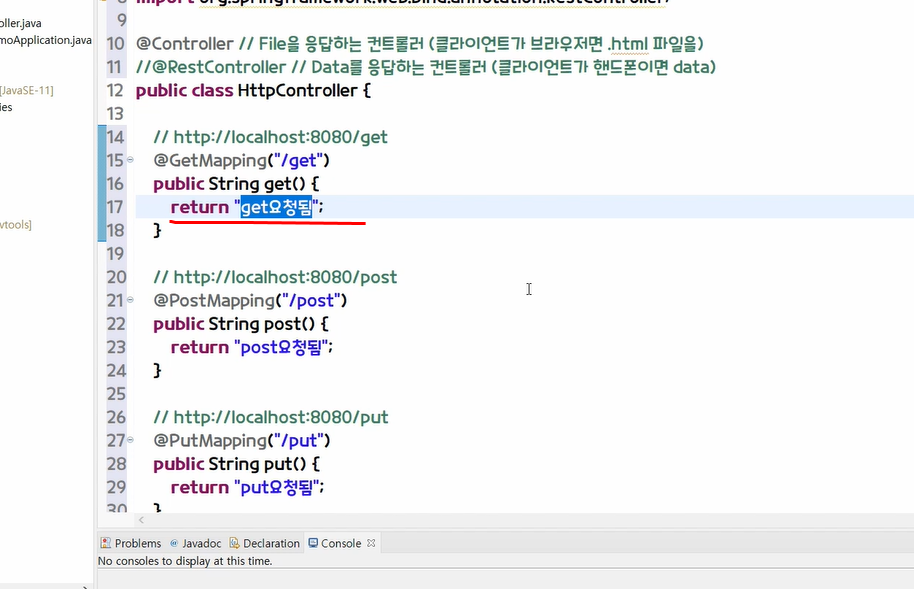 oller.java
moApplication.java
[JavaSE-11]
ies
vtools]
8 import org.springframework.web.bind.annotation.RestController;
9
10 @Controller // File을 응답하는 컨트롤러 (클라이언트가 브라우저면 .html 파일을)
11 //@RestController // Data를 응답하는 컨트롤러 (클라이언트가 핸드폰이면 data)
12 public class HttpController {
13
14 // http://localhost:8080/get
15 @GetMapping("/get")
16 public String get() {
17 return "get요청됨";
18 }
19
20 // http://localhost:8080/post
21 @PostMapping("/post")
22 public String post() {
23 return "post요청됨";
24 }
25
26 // http://localhost:8080/put
27 @PutMapping("/put")
28 public String put() {
29 return "put요청됨";
30 }
Problems Javadoc Declaration Console
No consoles to display at this time.